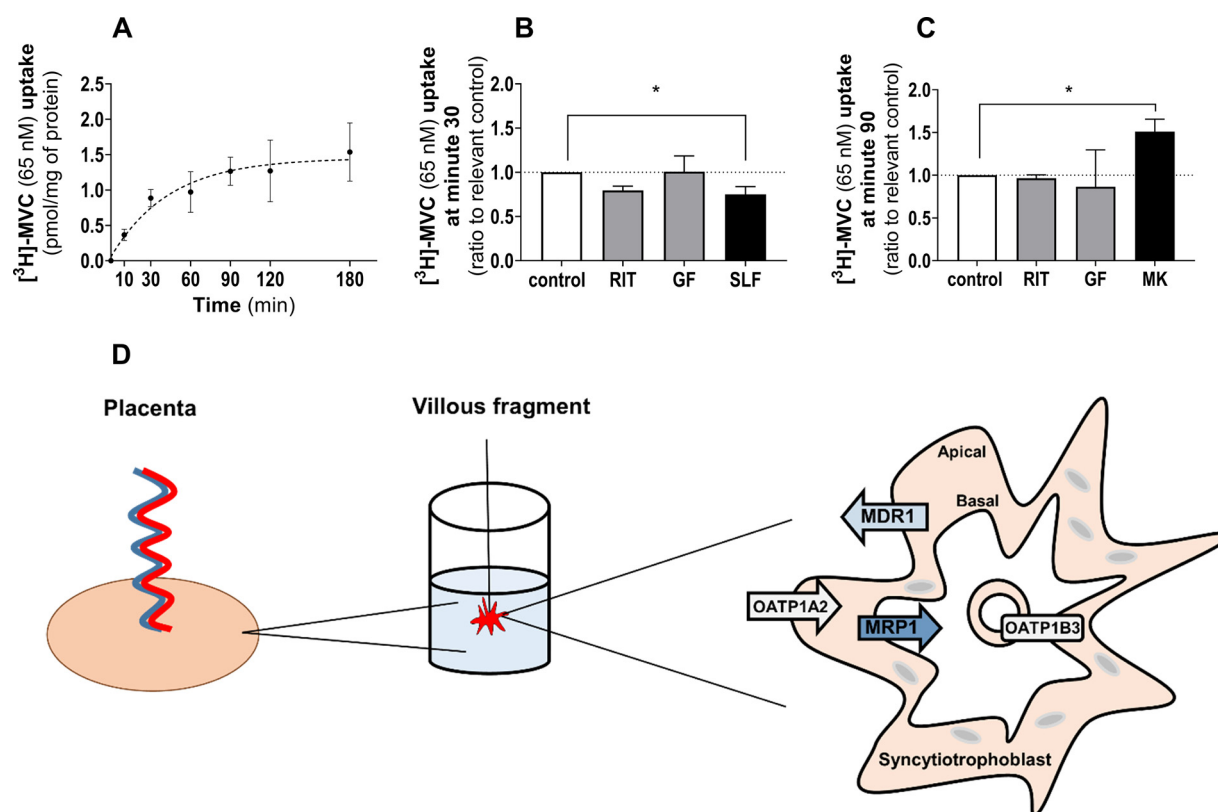 A
[³H]-MVC (65 nM) uptake
(pmol/mg of protein)
2.5
2.0
1.5
1.0
0.5
0.0
10 30 60 90 120 180
Time (min)
B
[³H]-MVC (65 nM) uptake
at minute 30
(ratio to relevant control)
2.0
1.5
1.0
0.5
0.0
*
control RIT GF SLF
C
[³H]-MVC (65 nM) uptake
at minute 90
(ratio to relevant control)
2.0
1.5
1.0
0.5
0.0
*
control RIT GF MK
D
Placenta
Villous fragment
Apical
Basal
MDR1
OATP1A2
MRP1
OATP1B3
Syncytiotrophoblast